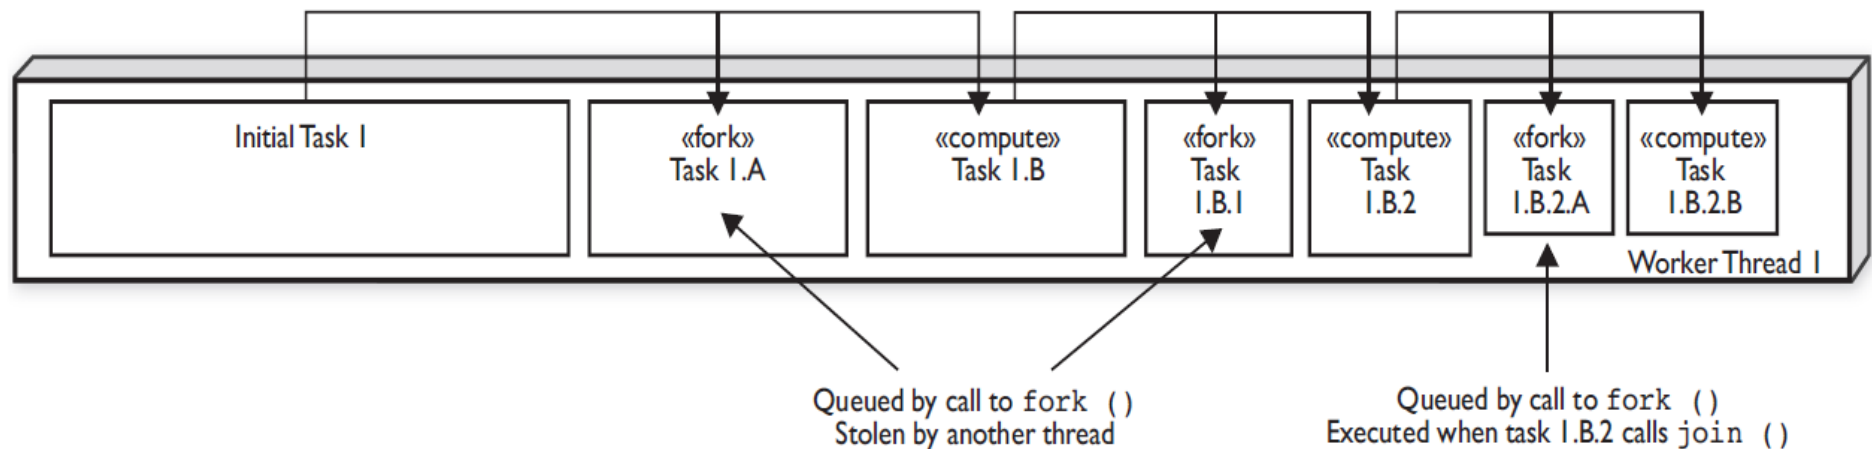 Initial Task 1
«fork»
Task 1.A
«compute»
Task 1.B
«fork»
Task
1.B.1
«compute»
Task
1.B.2
«fork»
Task
1.B.2.A
«compute»
Task
1.B.2.B
Worker Thread 1
Queued by call to fork ()
Stolen by another thread
Queued by call to fork ()
Executed when task 1.B.2 calls join ()